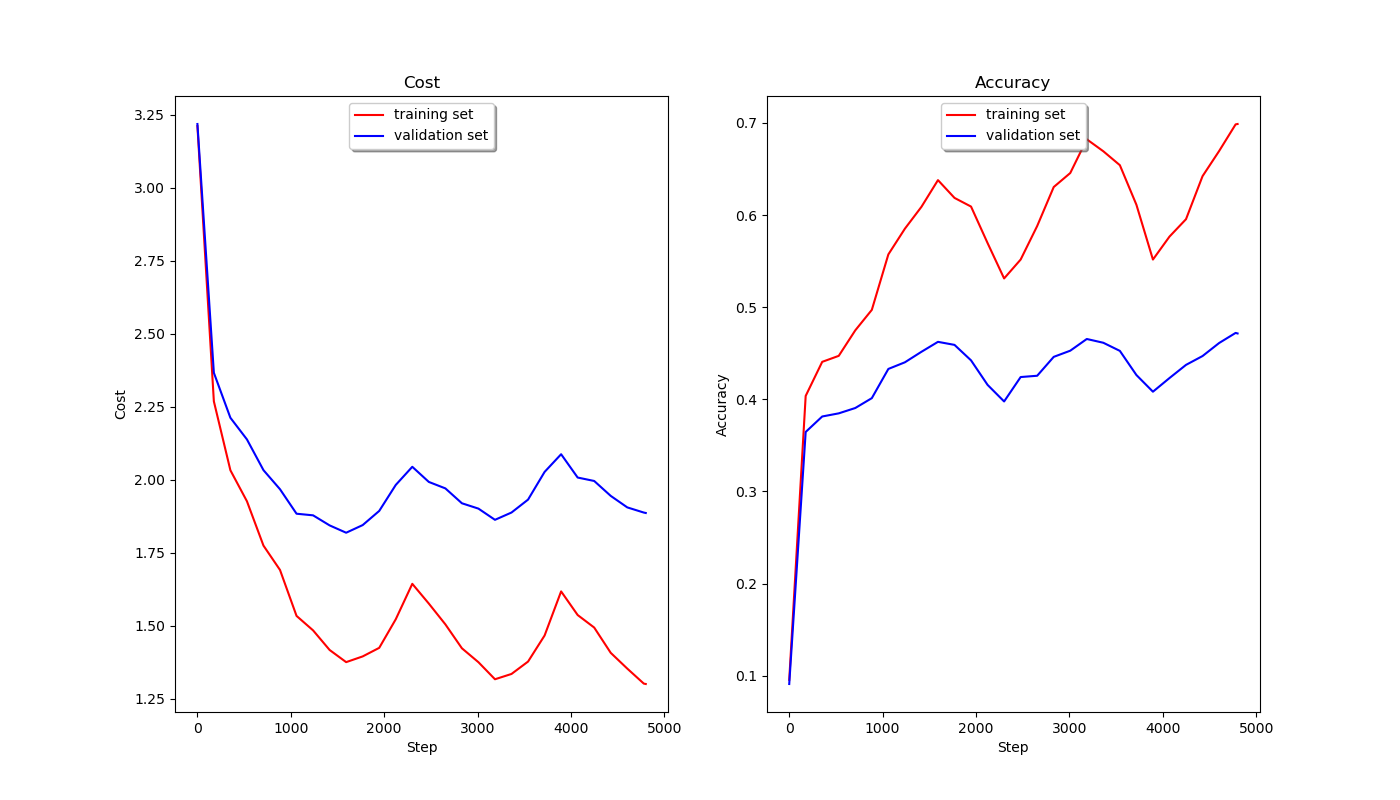 Cost
training set
validation set
3.25
3.00
2.75
2.50
2.25
2.00
1.75
1.50
1.25
Cost
0 1000 2000 3000 4000 5000
Step
Accuracy
training set
validation set
0.7
0.6
0.5
0.4
0.3
0.2
0.1
Accuracy
0 1000 2000 3000 4000 5000
Step